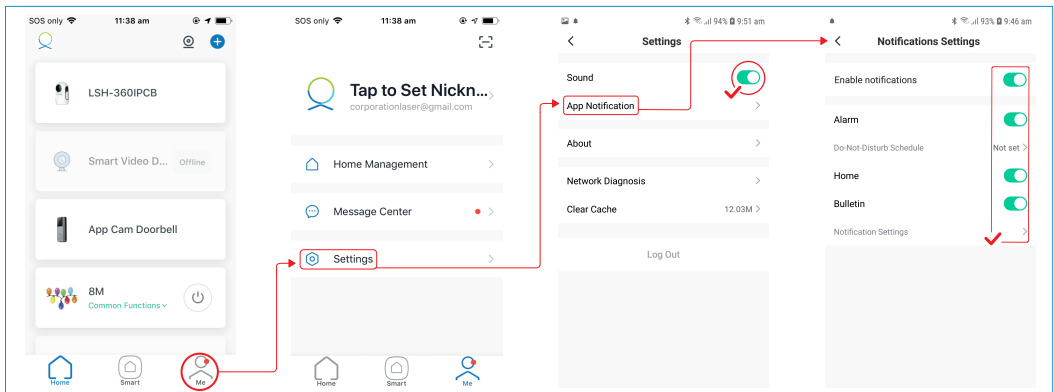 SOS only 11:38 am
LSH-360IPCB
Smart Video D... Offline
App Cam Doorbell
8M
Common Functions
Home Smart Me
SOS only 11:38 am
Tap to Set Nickn...
corporationlaser@gmail.com
Home Management
Message Center
Settings
Home Smart Me
94% 9:51 am
Settings
Sound
App Notification
About
Network Diagnosis
Clear Cache 12.03M
Log Out
93% 9:46 am
Notifications Settings
Enable notifications
Alarm
Do-Not-Disturb Schedule Not set
Home
Bulletin
Notification Settings